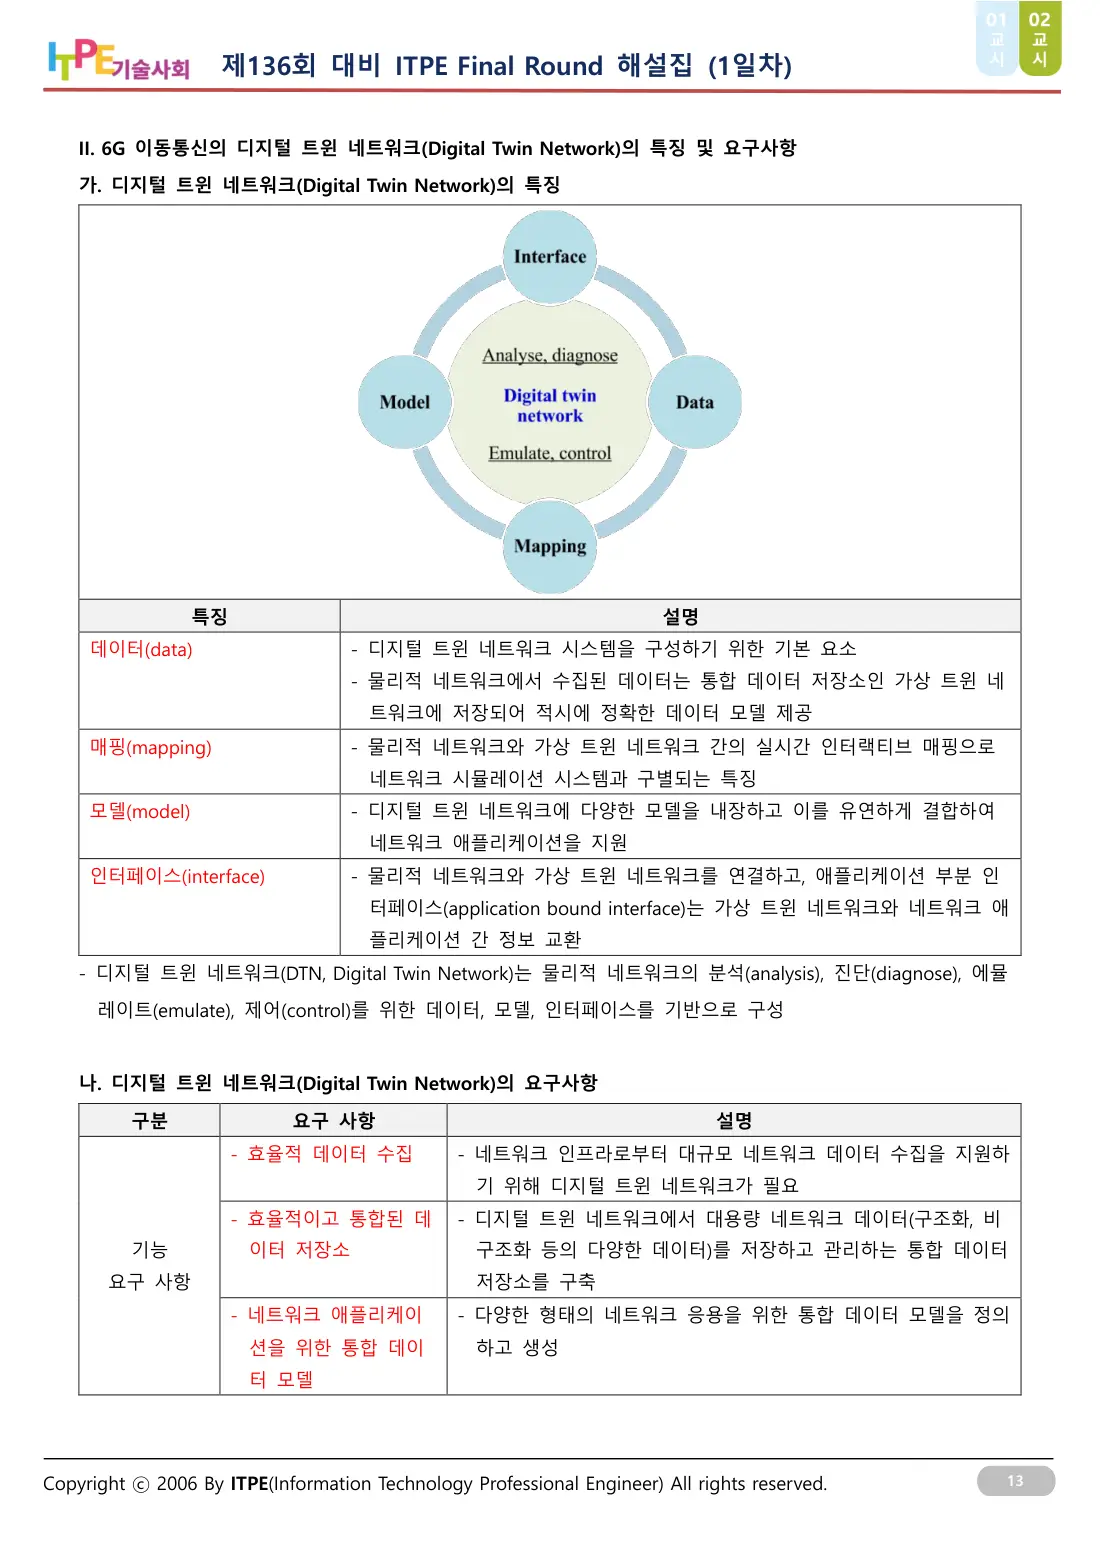 01
교
시
02
교
시
ITPE기술사회
제136회 대비 ITPE Final Round 해설집 (1일차)
II. 6G 이동통신의 디지털 트윈 네트워크(Digital Twin Network)의 특징 및 요구사항
가. 디지털 트윈 네트워크(Digital Twin Network)의 특징
Interface
Analyse, diagnose
Model
Digital twin
network
Data
Emulate, control
Mapping
특징
설명
데이터(data)
- 디지털 트윈 네트워크 시스템을 구성하기 위한 기본 요소
- 물리적 네트워크에서 수집된 데이터는 통합 데이터 저장소인 가상 트윈 네
트워크에 저장되어 적시에 정확한 데이터 모델 제공
매핑(mapping)
- 물리적 네트워크와 가상 트윈 네트워크 간의 실시간 인터랙티브 매핑으로
네트워크 시뮬레이션 시스템과 구별되는 특징
모델(model)
- 디지털 트윈 네트워크에 다양한 모델을 내장하고 이를 유연하게 결합하여
네트워크 애플리케이션을 지원
인터페이스(interface)
- 물리적 네트워크와 가상 트윈 네트워크를 연결하고, 애플리케이션 부분 인
터페이스(application bound interface)는 가상 트윈 네트워크와 네트워크 애
플리케이션 간 정보 교환
- 디지털 트윈 네트워크(DTN, Digital Twin Network)는 물리적 네트워크의 분석(analysis), 진단(diagnose), 에뮬
레이트(emulate), 제어(control)를 위한 데이터, 모델, 인터페이스를 기반으로 구성
나. 디지털 트윈 네트워크(Digital Twin Network)의 요구사항
구분
요구 사항
설명
기능
요구 사항
- 효율적 데이터 수집
- 네트워크 인프라로부터 대규모 네트워크 데이터 수집을 지원하
기 위해 디지털 트윈 네트워크가 필요
- 효율적이고 통합된 데
이터 저장소
- 디지털 트윈 네트워크에서 대용량 네트워크 데이터(구조화, 비
구조화 등의 다양한 데이터)를 저장하고 관리하는 통합 데이터
저장소를 구축
- 네트워크 애플리케이
션을 위한 통합 데이
터 모델
- 다양한 형태의 네트워크 응용을 위한 통합 데이터 모델을 정의
하고 생성
Copyright ⓒ 2006 By ITPE(Information Technology Professional Engineer) All rights reserved.
13